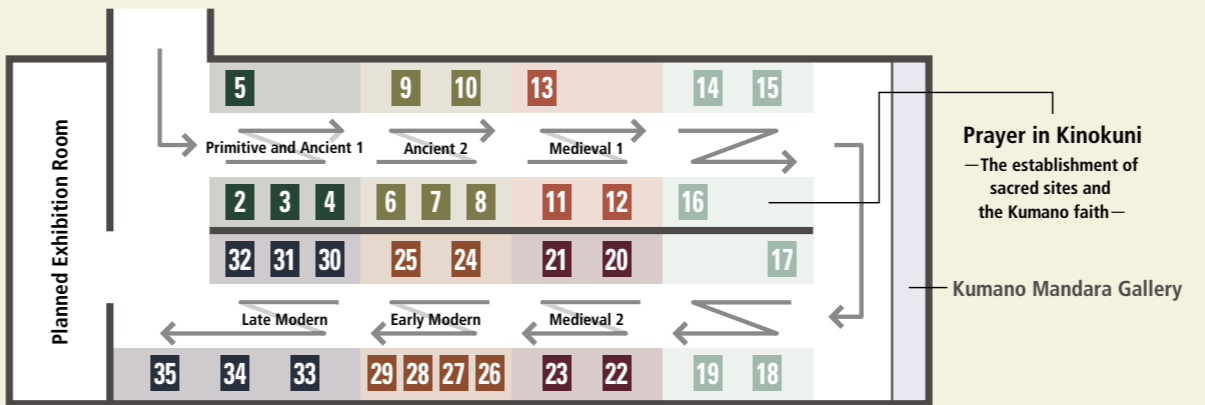 5 9 10 13 14 15
Primitive and Ancient 1 Ancient 2 Medieval 1
2 3 4 6 7 8 11 12 16
Prayer in Kinokuni
—The establishment of
sacred sites and
the Kumano faith—
Planned Exhibition Room
32 31 30 25 24 21 20 17
Kumano Mandara Gallery
Late Modern Early Modern Medieval 2
35 34 33 29 28 27 26 23 22 19 18